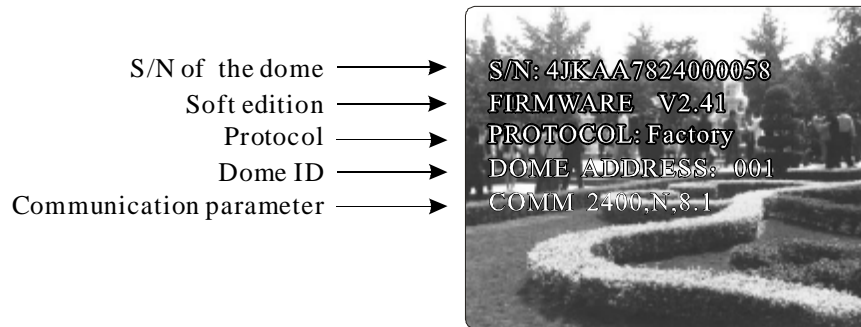 S/N of the dome
S/N: 4JKAA7824000058
Soft edition
FIRMWARE V2.41
Protocol
PROTOCOL: Factory
Dome ID
DOME ADDRESS: 001
Communication parameter
COMM 2400,N,8.1